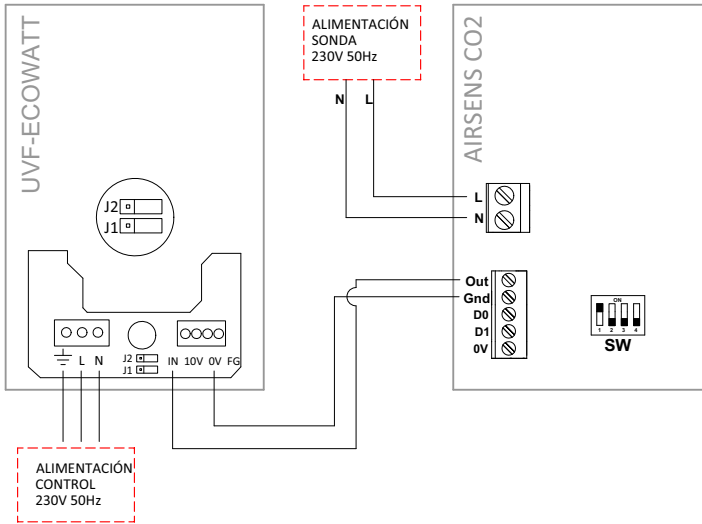 UVF-ECOWATT
J2
J1
L N
J2
J1
IN 10V 0V FG
ALIMENTACIÓN
CONTROL
230V 50Hz
ALIMENTACIÓN
SONDA
230V 50Hz
N L
AIRSENS CO2
L
N
Out
Gnd
D0
D1
0V
ON
1 2 3 4
SW